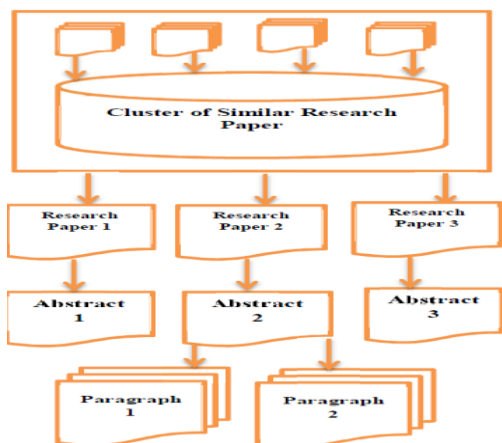 Cluster of Similar Research
Paper
Research
Paper 1
Research
Paper 2
Research
Paper 3
Abstract
1
Abstract
2
Abstract
3
Paragraph
1
Paragraph
2